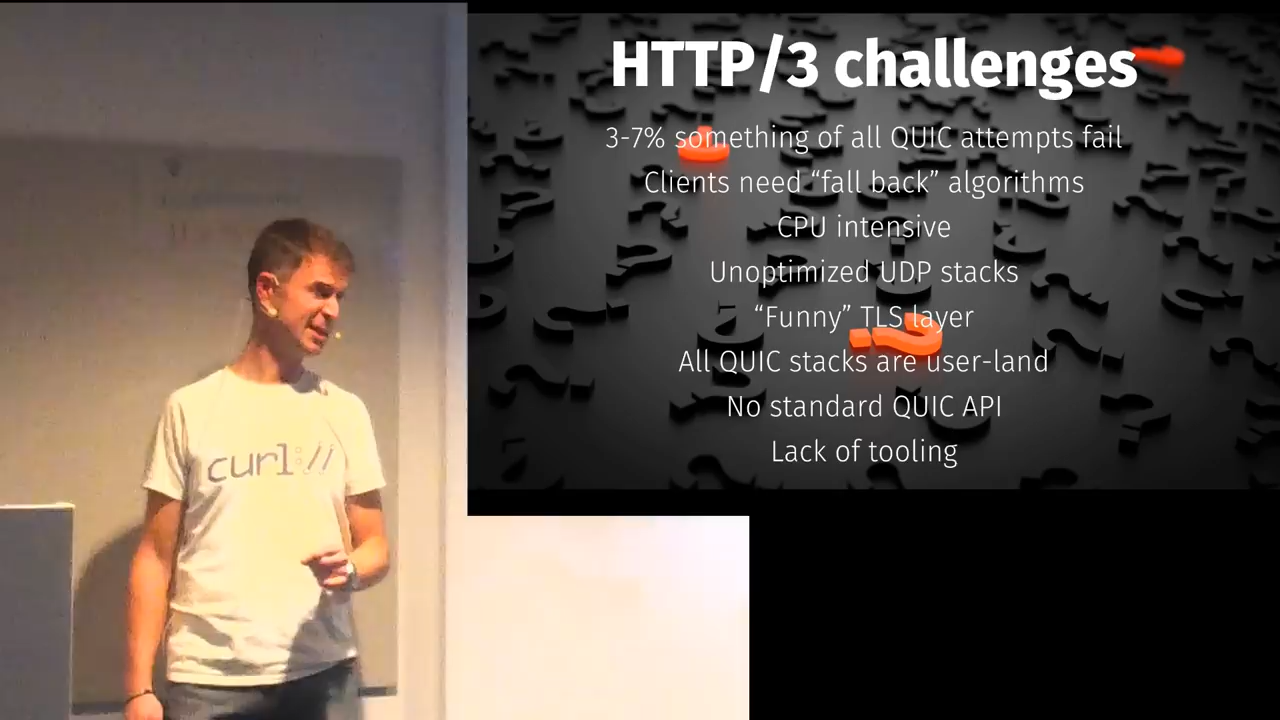 HTTP/3 challenges
3-7% something of all QUIC attempts fail
Clients need “fall back” algorithms
CPU intensive
Unoptimized UDP stacks
“Funny” TLS layer
All QUIC stacks are user-land
No standard QUIC API
Lack of tooling
curl://